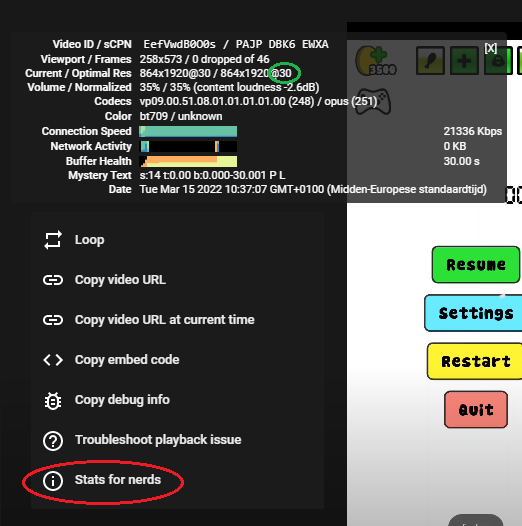 Video ID / sCPN EefVwdB0O0s / PAJP DBK6 EWXA
Viewport / Frames 258x573 / 0 dropped of 46
Current / Optimal Res 864x1920@30 / 864x1920@30
Volume / Normalized 35% / 35% (content loudness -2.6dB)
Codecs vp09.00.51.08.01.01.01.01.00 (248) / opus (251)
Color bt709 / unknown
Connection Speed 21336 Kbps
Network Activity 0 KB
Buffer Health 30.00 s
Mystery Text s:14 t:0.00 b:0.000-30.001 P L
Date Tue Mar 15 2022 10:37:07 GMT+0100 (Midden-Europese standaardtijd)
[X]
3500
Loop
Copy video URL
Copy video URL at current time
Copy embed code
Copy debug info
Troubleshoot playback issue
Stats for nerds
Resume
Settings
Restart
Quit